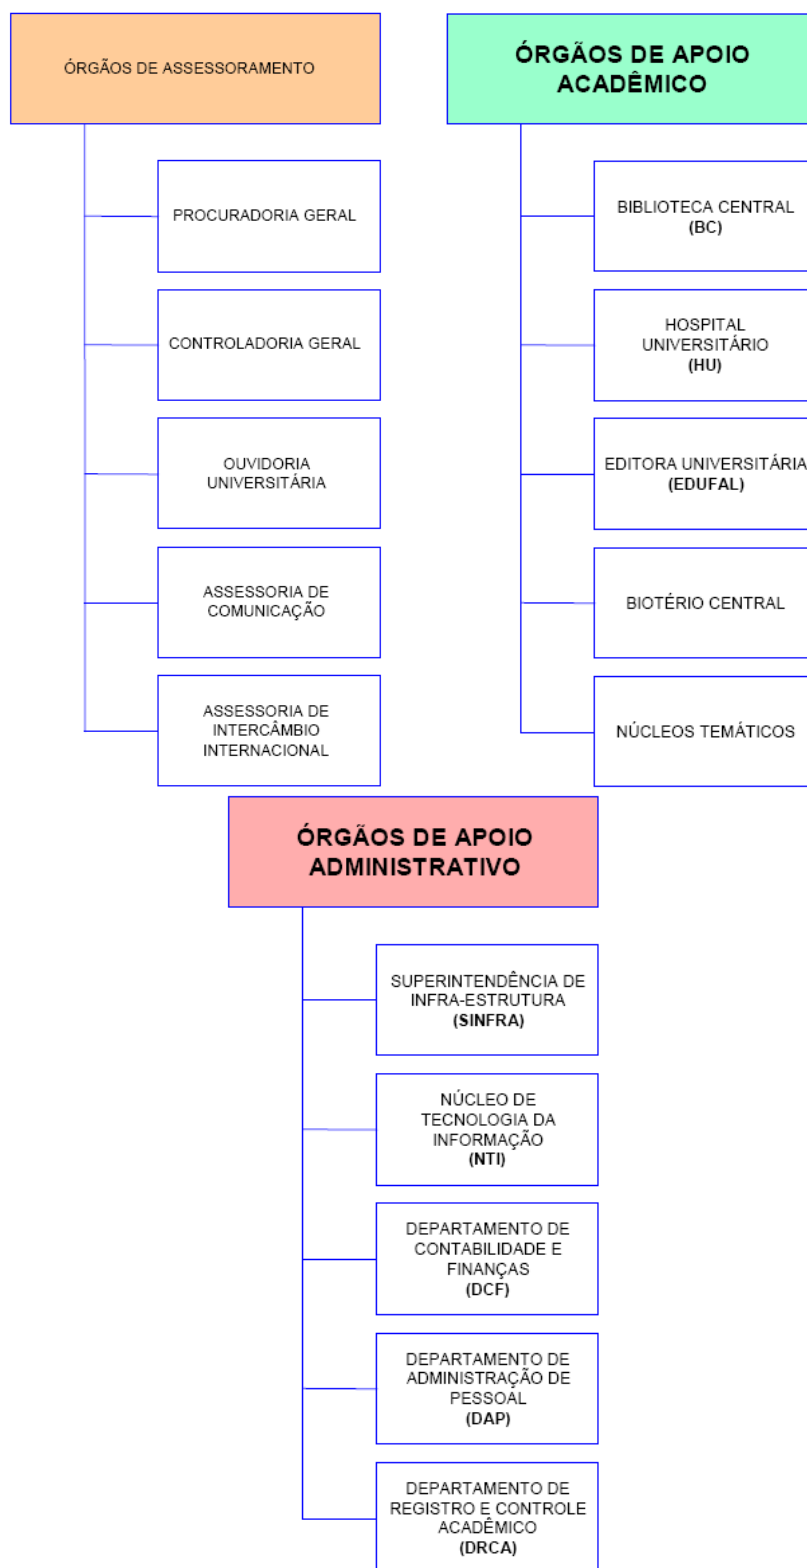 ÓRGÃOS DE ASSESSORAMENTO
PROCURADORIA GERAL
CONTROLADORIA GERAL
OUVIDORIA
UNIVERSITÁRIA
ASSESSORIA DE
COMUNICAÇÃO
ASSESSORIA DE
INTERCÂMBIO
INTERNACIONAL
ÓRGÃOS DE APOIO
ACADÊMICO
BIBLIOTECA CENTRAL
(BC)
HOSPITAL
UNIVERSITÁRIO
(HU)
EDITORA UNIVERSITÁRIA
(EDUFAL)
BIOTÉRIO CENTRAL
NÚCLEOS TEMÁTICOS
ÓRGÃOS DE APOIO
ADMINISTRATIVO
SUPERINTENDÊNCIA DE
INFRA-ESTRUTURA
(SINFRA)
NÚCLEO DE
TECNOLOGIA DA
INFORMAÇÃO
(NTI)
DEPARTAMENTO DE
CONTABILIDADE E
FINANÇAS
(DCF)
DEPARTAMENTO DE
ADMINISTRAÇÃO DE
PESSOAL
(DAP)
DEPARTAMENTO DE
REGISTRO E CONTROLE
ACADÊMICO
(DRCA)